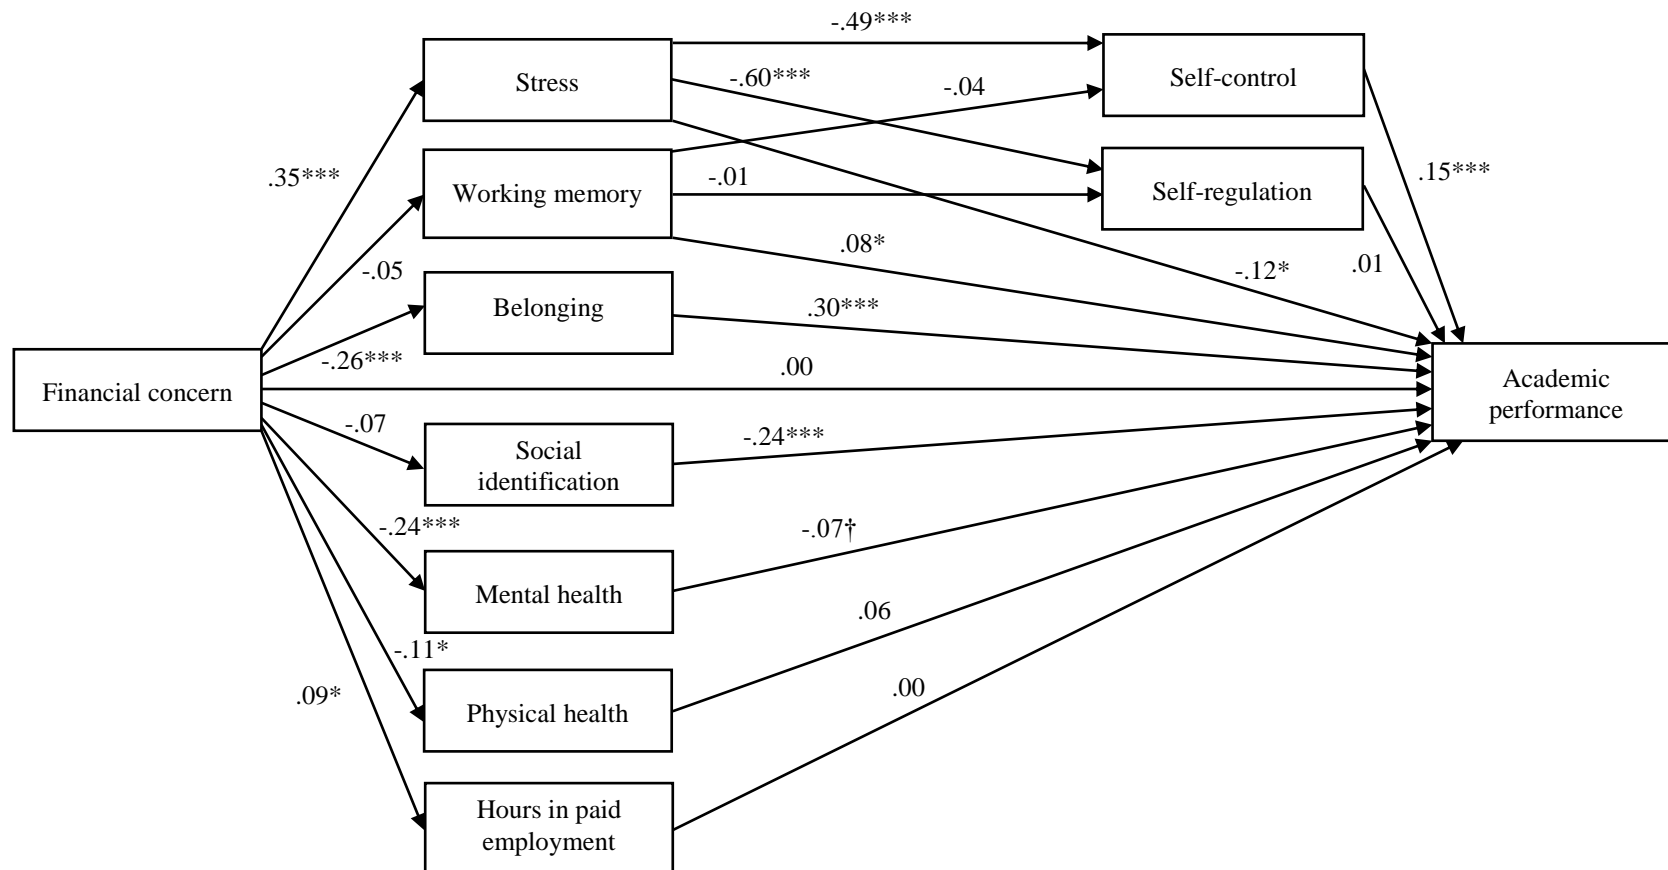 -.49***
Stress
-.60***
-.04
Self-control
.35***
Working memory
-.01
Self-regulation
.15***
-.05
.08*
-.12*
.01
Belonging
.30***
-.26***
.00
Financial concern
Academic
performance
-.07
-.24***
Social
identification
-.24***
-.07†
Mental health
.06
-.11*
.09*
.00
Physical health
Hours in paid
employment